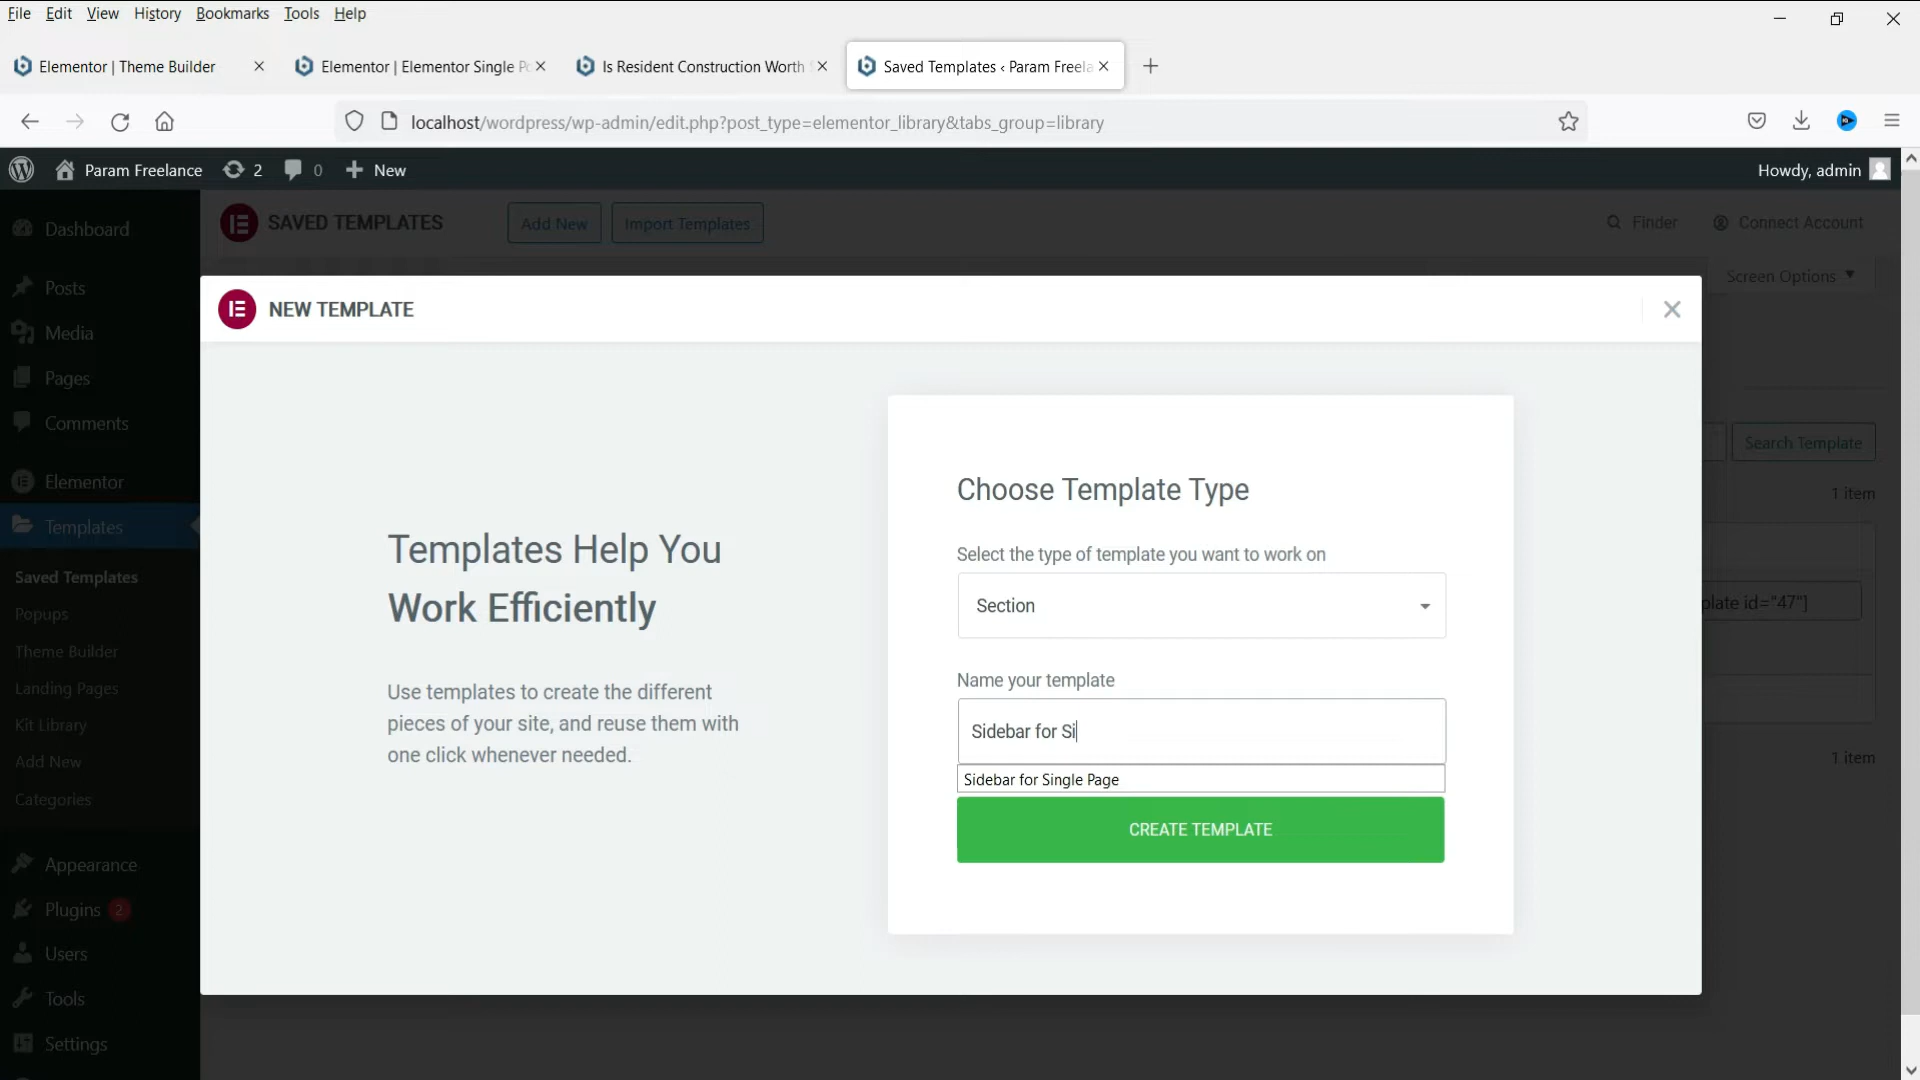 File Edit View History Bookmarks Tools Help
Elementor | Theme Builder
Elementor | Elementor Single Po
Is Resident Construction Worth
Saved Templates ‹ Param Freela
localhost/wordpress/wp-admin/edit.php?post_type=elementor_library&tabs_group=library
Param Freelance 2 0 New Howdy, admin
SAVED TEMPLATES Add New Import Templates Finder Connect Account
Screen Options
Dashboard
Posts
Media
Pages
Comments
Elementor
Templates
Saved Templates
Popups
Theme Builder
Landing Pages
Kit Library
Add New
Categories
Appearance
Plugins 2
Users
Tools
Settings
NEW TEMPLATE
Templates Help You
Work Efficiently
Use templates to create the different
pieces of your site, and reuse them with
one click whenever needed.
Choose Template Type
Select the type of template you want to work on
Section
Name your template
Sidebar for Si
Sidebar for Single Page
CREATE TEMPLATE
Search Template
1 item
plate id="47"]
1 item